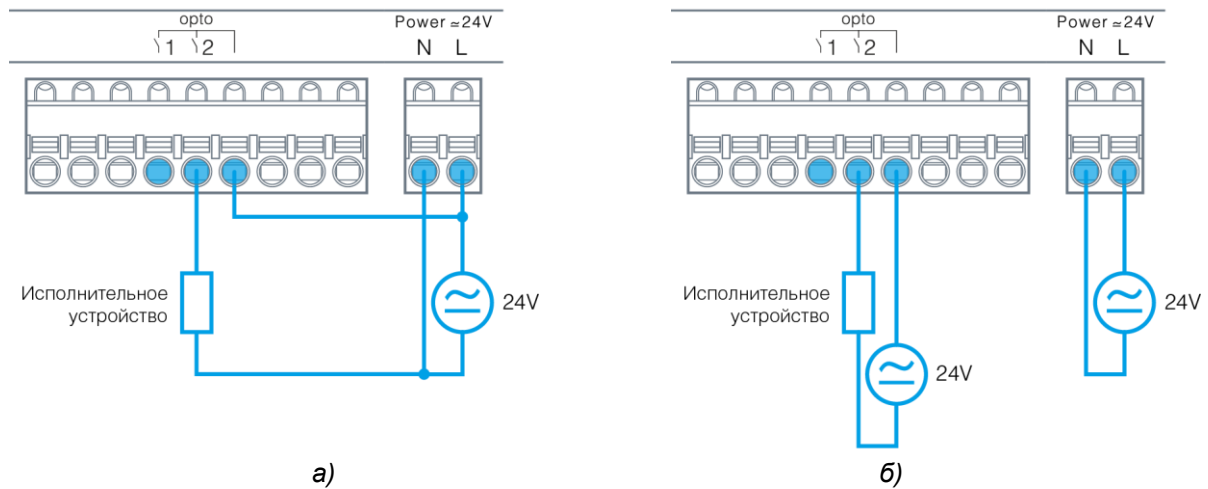 opto
Power ≃24V
1 2
N L
Исполнительное
устройство
24V
а)
opto
Power ≃24V
1 2
N L
Исполнительное
устройство
24V
24V
б)